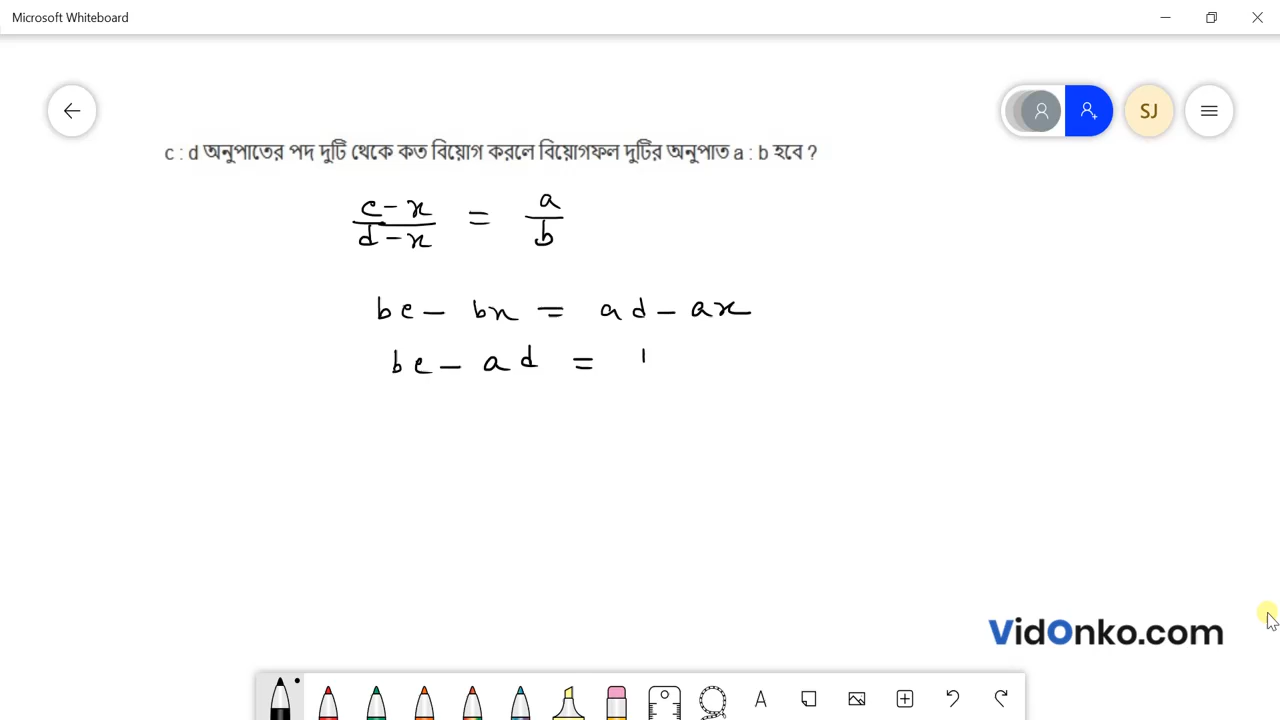 Microsoft Whiteboard
SJ
c : d অনুপাতের পদ দুটি থেকে কত বিয়োগ করলে বিয়োগফল দুটির অনুপাত a : b হবে ?
c - x / d - x = a / b
bc - bx = ad - ax
bc - ad =
VidOnko.com
A